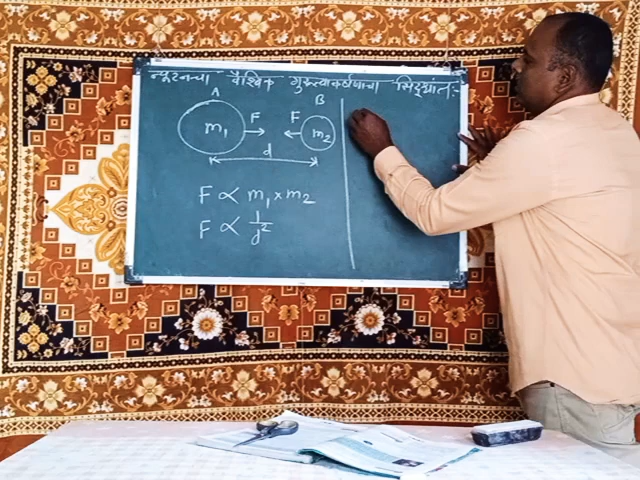 न्यूटनचा वैश्विक गुरुत्वाकर्षणाचा सिद्धांत :-
A B
F F
m₁ m₂
d
F ∝ m₁ × m₂
F ∝ 1/d²